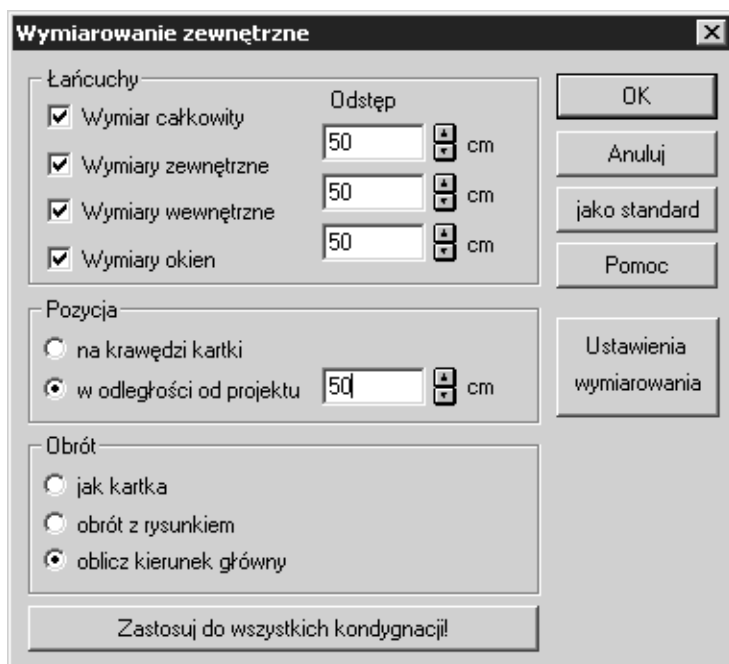 Wymiarowanie zewnętrzne
Łańcuchy
Odstęp
Wymiar całkowity
50 cm
Wymiary zewnętrzne
50 cm
Wymiary wewnętrzne
50 cm
Wymiary okien
Pozycja
na krawędzi kartki
w odległości od projektu 50 cm
Obrót
jak kartka
obrót z rysunkiem
oblicz kierunek główny
Zastosuj do wszystkich kondygnacji!
OK
Anuluj
jako standard
Pomoc
Ustawienia
wymiarowania